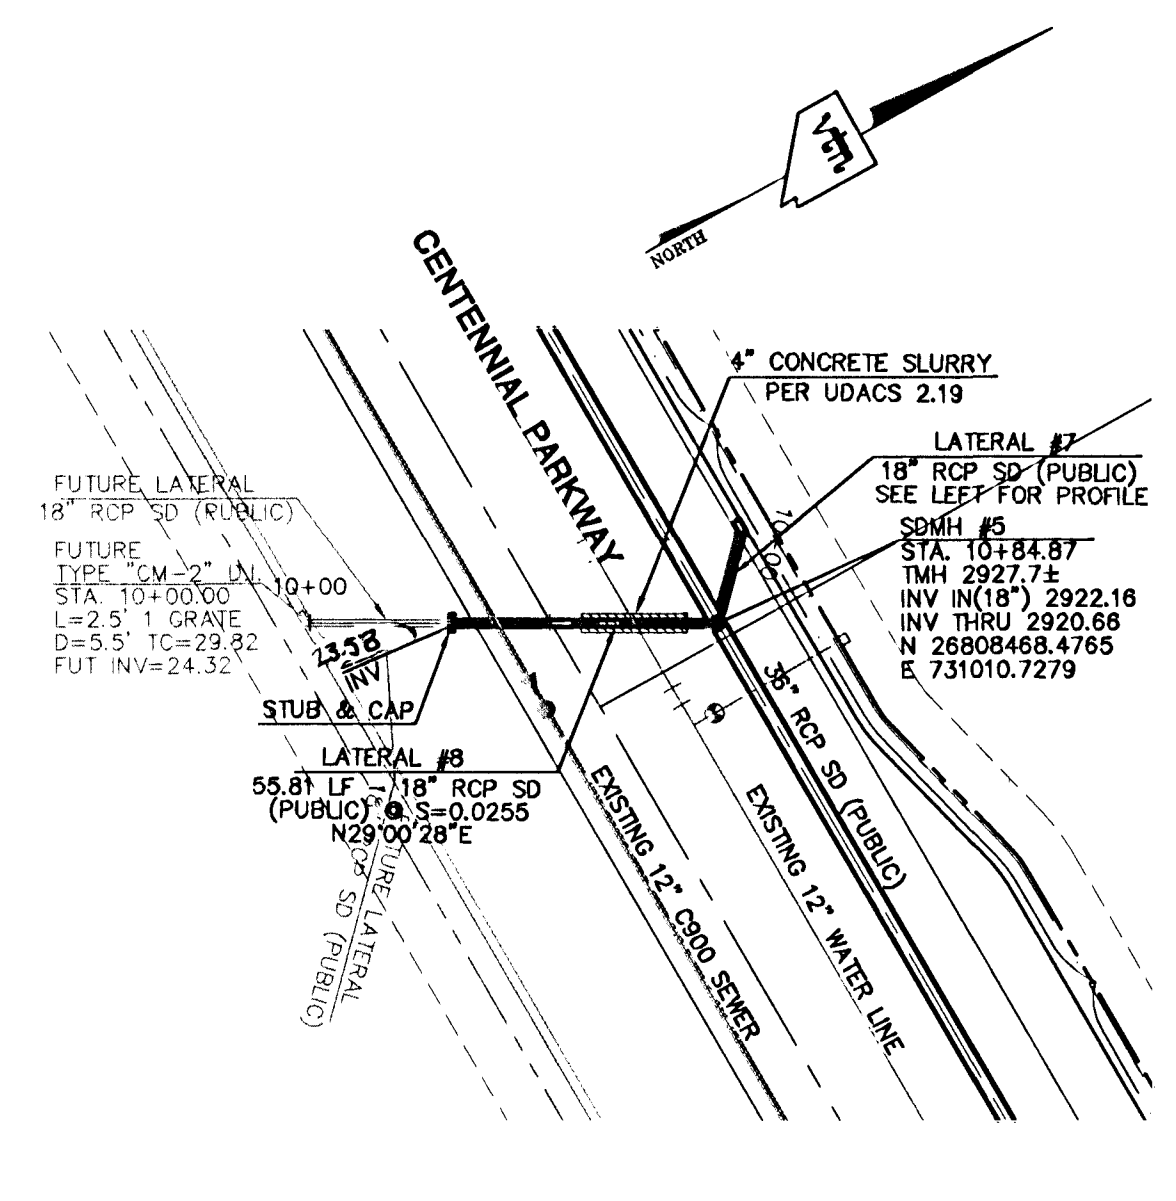 vtn
NORTH
CENTENNIAL PARKWAY
4" CONCRETE SLURRY
PER UDACS 2.19
LATERAL #7
18" RCP SD (PUBLIC)
SEE LEFT FOR PROFILE
SDMH #5
STA. 10+84.87
TMH 2927.7±
INV IN(18") 2922.16
INV THRU 2920.66
N 26808468.4765
E 731010.7279
FUTURE LATERAL
18" RCP SD (PUBLIC)
FUTURE
TYPE "CM-2" D.I.
STA. 10+00.00
L=2.5' 1 GRATE
D=5.5' TC=29.82
FUT INV=24.32
10+00
23.58
INV
STUB & CAP
LATERAL #8
55.81 LF 18" RCP SD
(PUBLIC) @ S=0.0255
N29°00'28"E
SD (PUBLIC)
LATERAL
36" RCP SD (PUBLIC)
EXISTING 12" C900 SEWER
EXISTING 12" WATER LINE